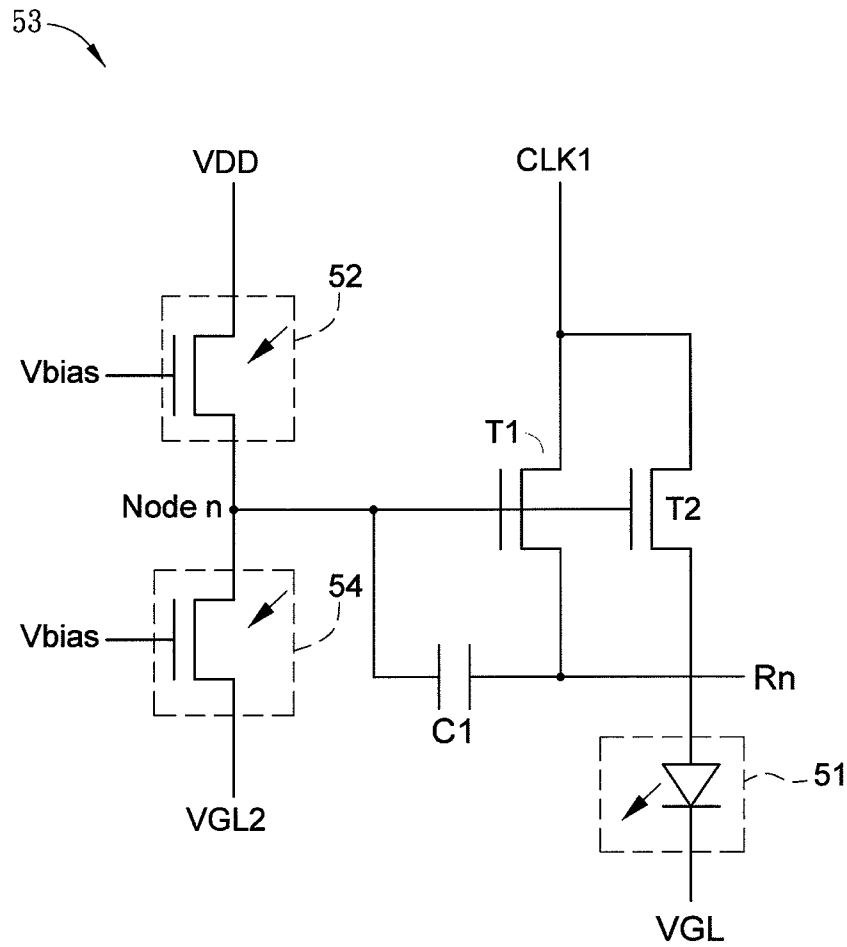 53
VDD
CLK1
52
Vbias
T1
Node n
T2
54
Vbias
Rn
C1
51
VGL2
VGL